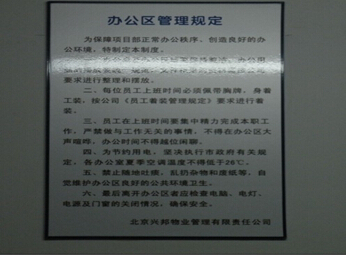 办公区管理规定
为保障项目部正常办公秩序、创造良好的办
公环境，特制定本制度。
求进行整理和摆放。
二、每位员工上班时间必须佩带胸牌，身着
工装，按公司《员工着装管理规定》要求进行着
装。
三、员工在上班时间要集中精力完成本职工
作，严禁做与工作无关的事情，不得在办公区大
声喧哗，办公时间不得越位闲聊。
四、为节约用电，坚决执行市政府有关规
定，各办公室夏季空调温度不得低于26℃。
五、禁止随地吐痰、乱扔杂物和废纸等，自
觉维护办公区良好的公共环境卫生。
六、最后离开办公区者应检查电脑、电灯、
电源及门窗的关闭情况，确保安全。
北京兴邦物业管理有限责任公司